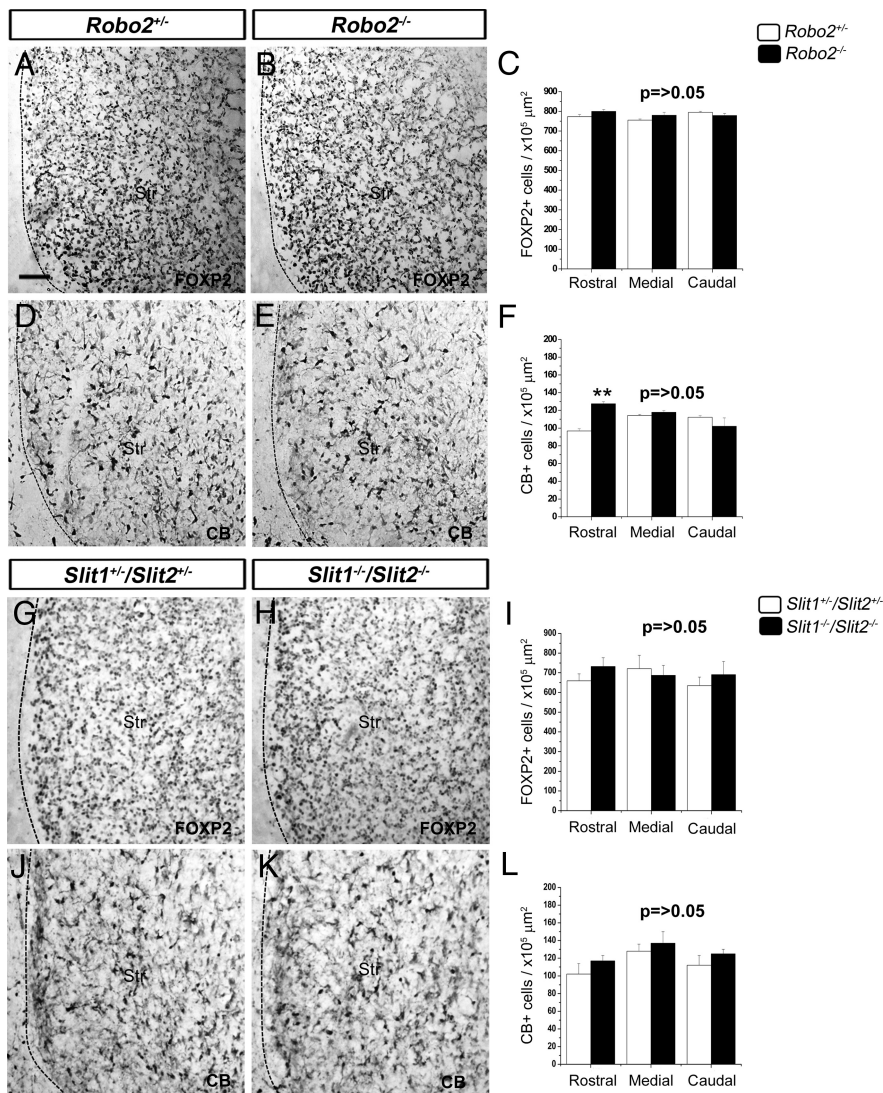 Robo2+/-
Robo2-/-
Robo2+/-
Robo2-/-
A
Str
FOXP2
B
Str
FOXP2
C
p=>0.05
FOXP2+ cells / x10⁵ µm²
900
800
700
600
500
400
300
200
100
0
Rostral Medial Caudal
D
Str
CB
E
Str
CB
F
**
p=>0.05
CB+ cells / x10⁵ µm²
200
180
160
140
120
100
80
60
40
20
0
Rostral Medial Caudal
Slit1+/-/Slit2+/-
Slit1-/-/Slit2-/-
Slit1+/-/Slit2+/-
Slit1-/-/Slit2-/-
G
Str
FOXP2
H
Str
FOXP2
I
p=>0.05
FOXP2+ cells / x10⁵ µm²
900
800
700
600
500
400
300
200
100
0
Rostral Medial Caudal
J
Str
CB
K
Str
CB
L
p=>0.05
CB+ cells / x10⁵ µm²
200
180
160
140
120
100
80
60
40
20
0
Rostral Medial Caudal